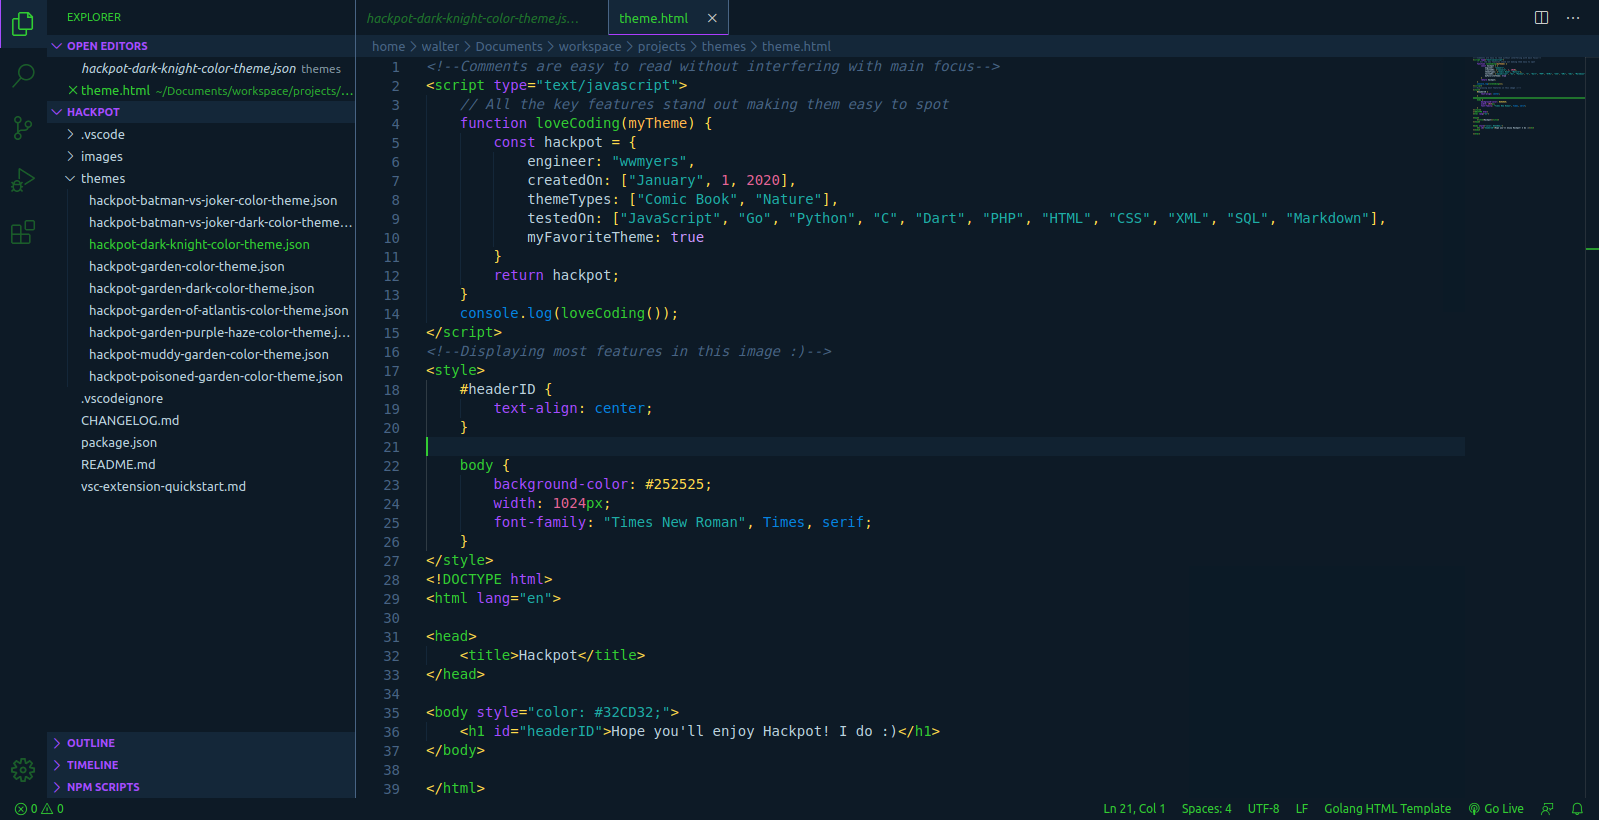 EXPLORER
OPEN EDITORS
hackpot-dark-knight-color-theme.json themes
theme.html ~/Documents/workspace/projects/...
HACKPOT
.vscode
images
themes
hackpot-batman-vs-joker-color-theme.json
hackpot-batman-vs-joker-dark-color-theme...
hackpot-dark-knight-color-theme.json
hackpot-garden-color-theme.json
hackpot-garden-dark-color-theme.json
hackpot-garden-of-atlantis-color-theme.json
hackpot-garden-purple-haze-color-theme.j...
hackpot-muddy-garden-color-theme.json
hackpot-poisoned-garden-color-theme.json
.vscodeignore
CHANGELOG.md
package.json
README.md
vsc-extension-quickstart.md
OUTLINE
TIMELINE
NPM SCRIPTS
hackpot-dark-knight-color-theme.js...
theme.html
home > walter > Documents > workspace > projects > themes > theme.html
1 <!--Comments are easy to read without interfering with main focus-->
2 <script type="text/javascript">
3 // All the key features stand out making them easy to spot
4 function loveCoding(myTheme) {
5 const hackpot = {
6 engineer: "wwmyers",
7 createdOn: ["January", 1, 2020],
8 themeTypes: ["Comic Book", "Nature"],
9 testedOn: ["JavaScript", "Go", "Python", "C", "Dart", "PHP", "HTML", "CSS", "XML", "SQL", "Markdown"],
10 myFavoriteTheme: true
11 }
12 return hackpot;
13 }
14 console.log(loveCoding());
15 </script>
16 <!--Displaying most features in this image :)-->
17 <style>
18 #headerID {
19 text-align: center;
20 }
21
22 body {
23 background-color: #252525;
24 width: 1024px;
25 font-family: "Times New Roman", Times, serif;
26 }
27 </style>
28 <!DOCTYPE html>
29 <html lang="en">
30
31 <head>
32 <title>Hackpot</title>
33 </head>
34
35 <body style="color: #32CD32;">
36 <h1 id="headerID">Hope you'll enjoy Hackpot! I do :)</h1>
37 </body>
38
39 </html>
0 0
Ln 21, Col 1 Spaces: 4 UTF-8 LF Golang HTML Template Go Live